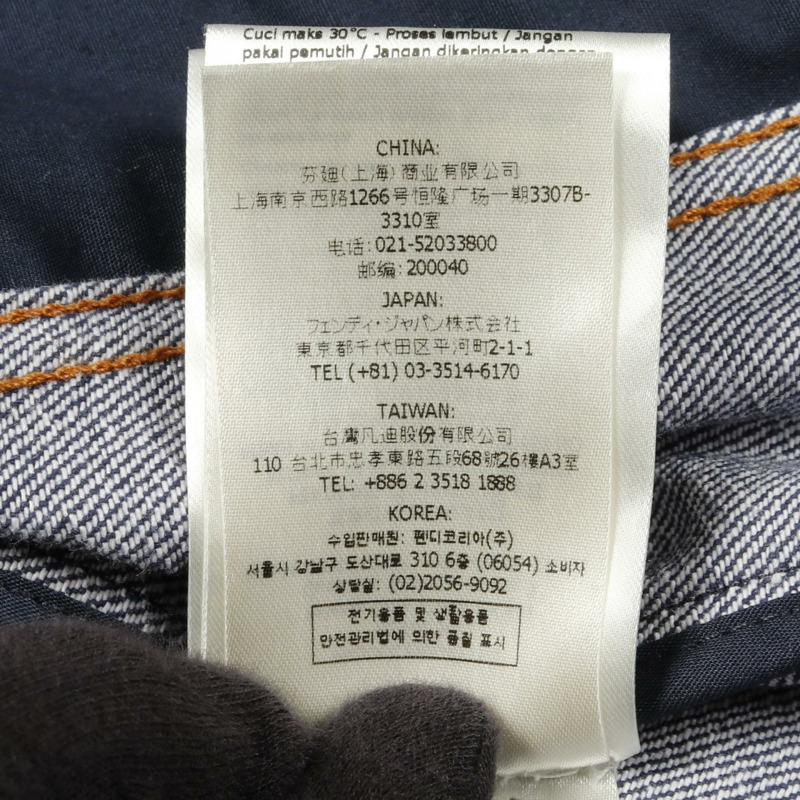 Cuci maks 30°C - Proses lembut / Jangan
pakai pemutih / Jangan dikeringkan dengan
CHINA:
芬廸(上海)商业有限公司
上海南京西路1266号恒隆广场一期3307B-
3310室
电话:021-52033800
邮编:200040
JAPAN:
フェンディ・ジャパン株式会社
東京都千代田区平河町2-1-1
TEL (+81) 03-3514-6170
TAIWAN:
台灣凡迪股份有限公司
110 台北市忠孝東路五段68號26樓A3室
TEL: +886 2 3518 1888
KOREA:
수입판매원: 펜디코리아(주)
서울시 강남구 도산대로 310 6층 (06054) 소비자
상담실: (02)2056-9092
전기용품 및 생활용품
안전관리법에 의한 품질 표시